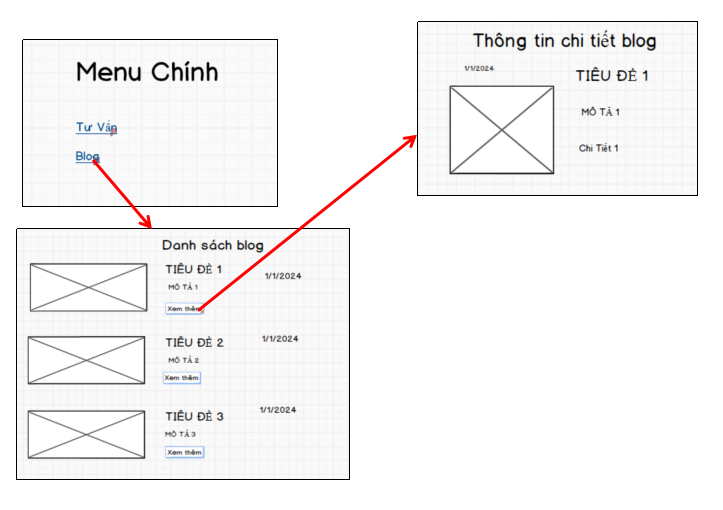 Menu Chính
Tư Vấn
Blog
Thông tin chi tiết blog
1/1/2024
TIÊU ĐỀ 1
MÔ TẢ 1
Chi Tiết 1
Danh sách blog
TIÊU ĐỀ 1
1/1/2024
MÔ TẢ 1
Xem thêm
TIÊU ĐỀ 2
1/1/2024
MÔ TẢ 2
Xem thêm
TIÊU ĐỀ 3
1/1/2024
MÔ TẢ 3
Xem thêm